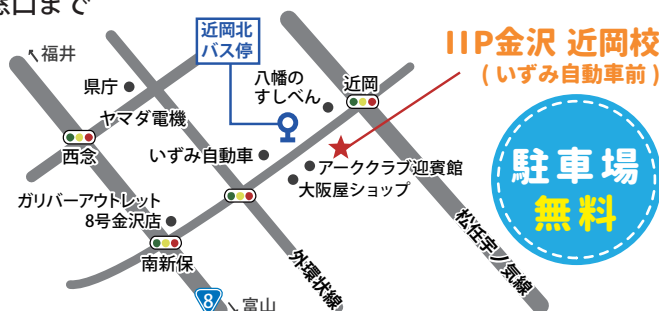 窓口まで
近岡北
バス停
IIP金沢 近岡校
(いずみ自動車前)
福井
県庁
八幡の
すしべん
近岡
ヤマダ電機
西念
いずみ自動車
アーククラブ迎賓館
大阪屋ショップ
駐車場
無料
ガリバーアウトレット
8号金沢店
南新保
外環状線
松任宇ノ気線
8
富山